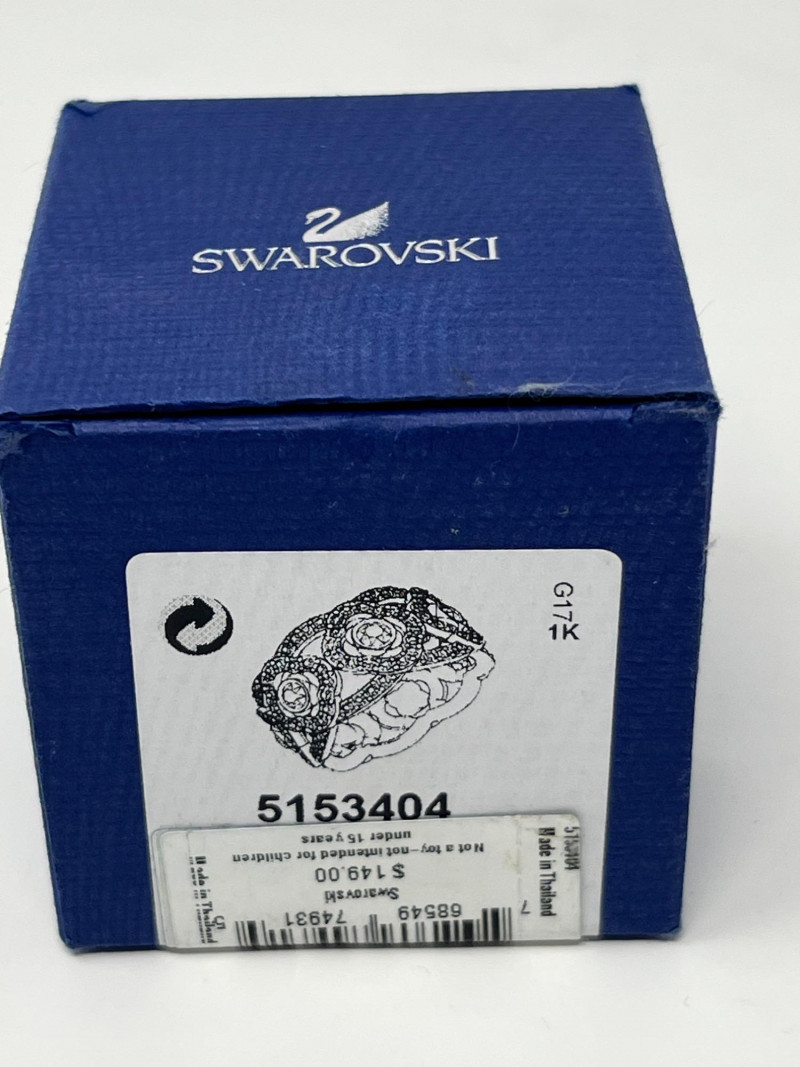 SWAROVSKI
G17
1K
5153404
Not a toy—not intended for children
under 15 years
$ 149.00
Swarovski
7 68549 74931
5153404
Made in Thailand
Made in Thailand